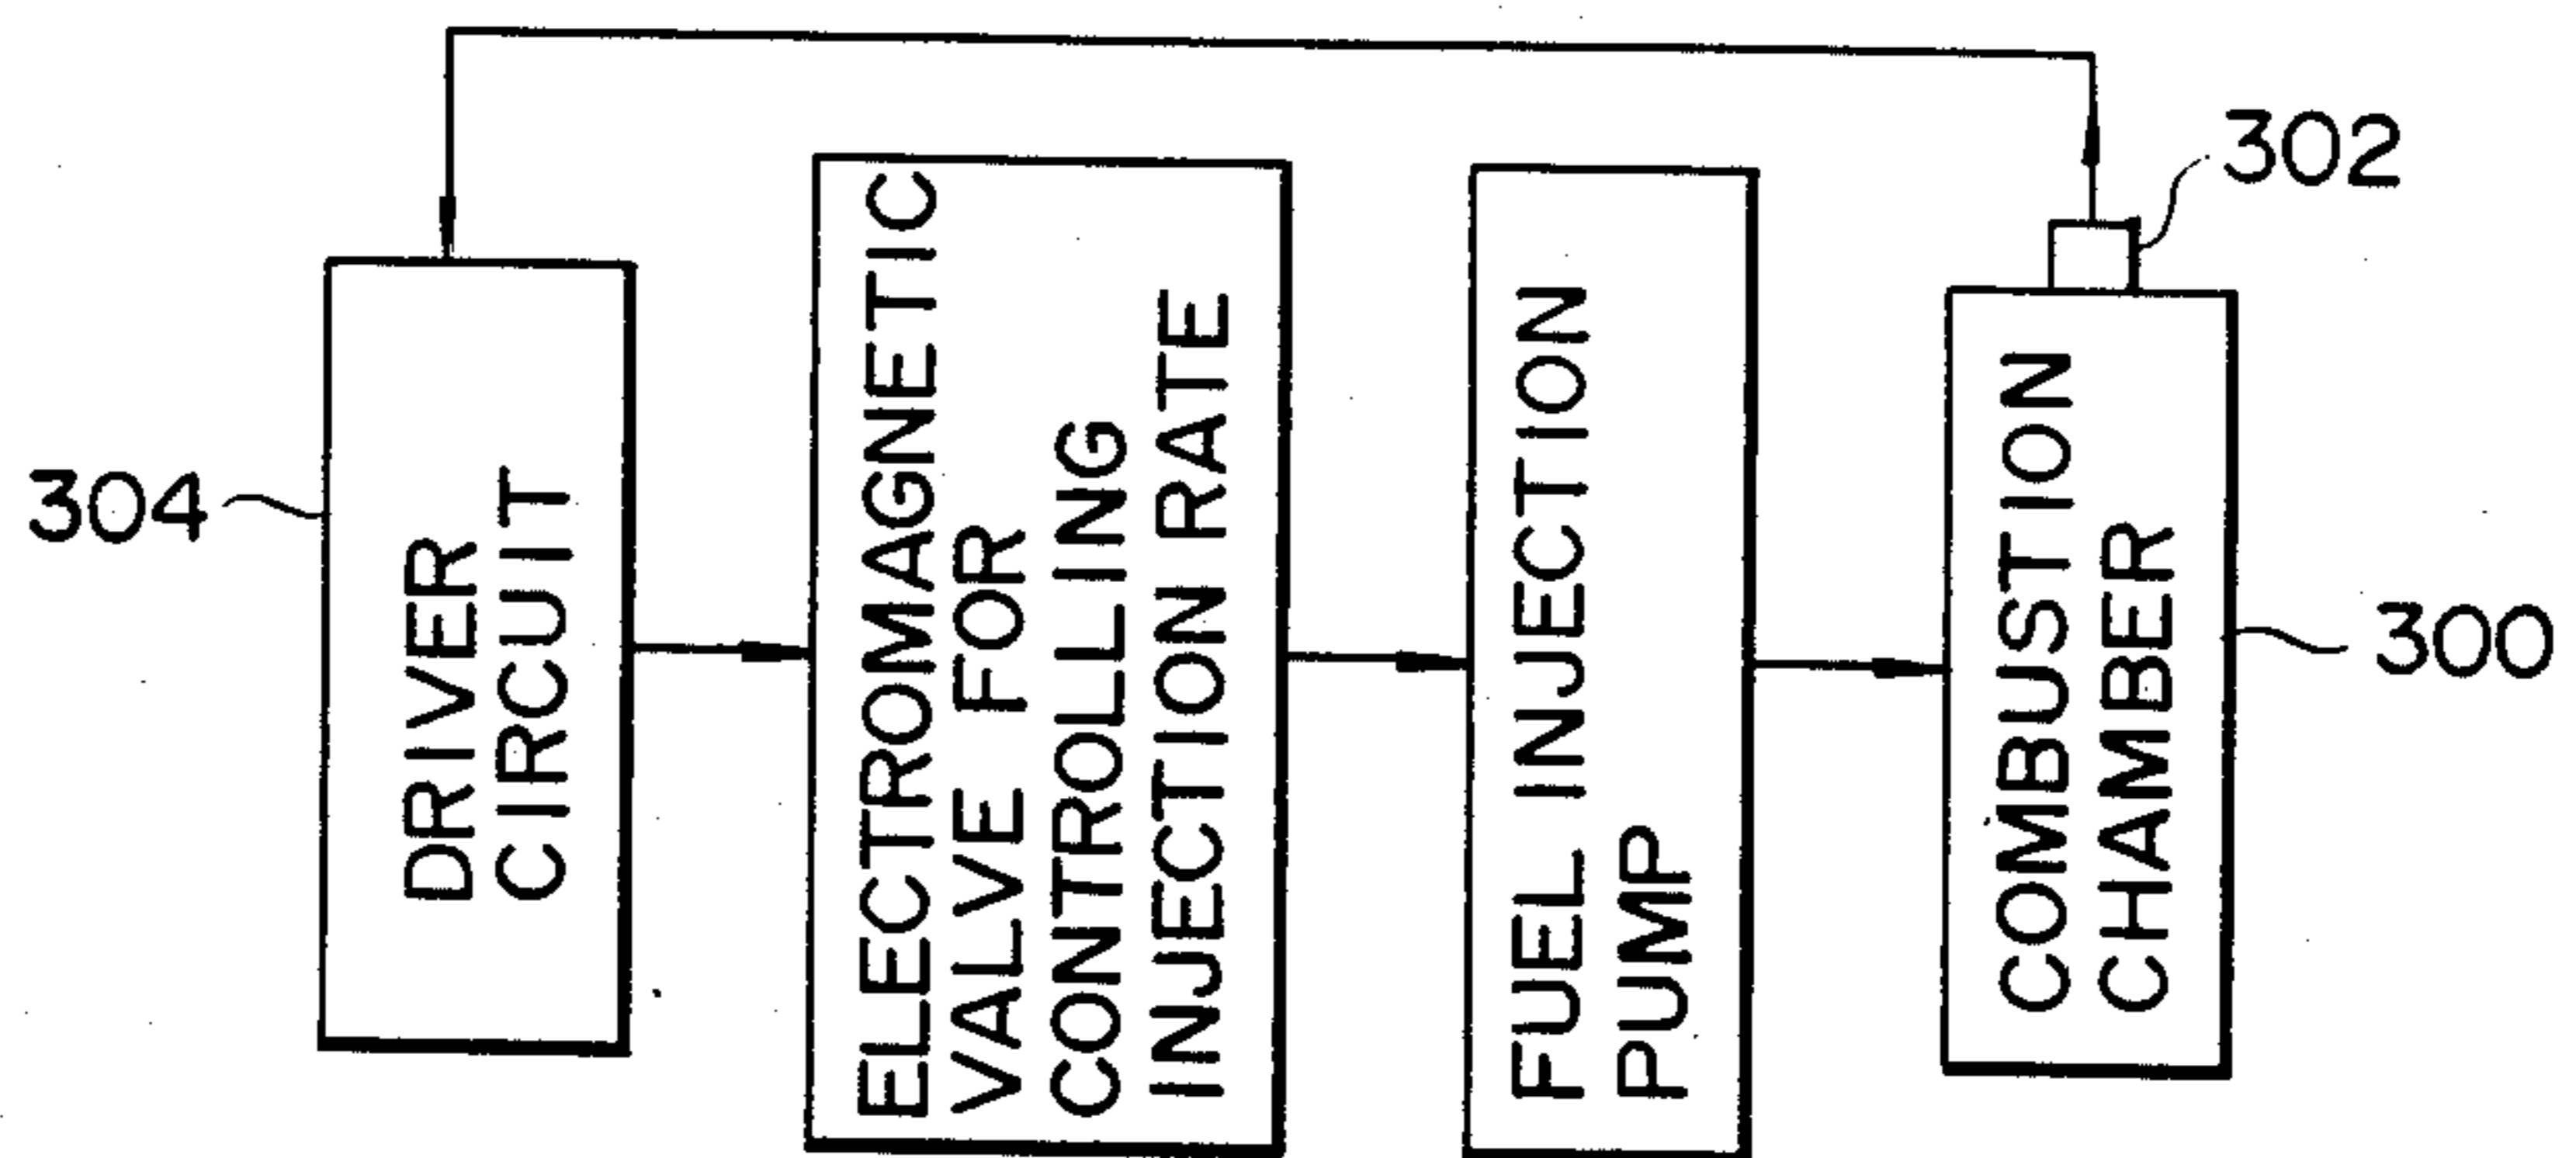 304
DRIVER
CIRCUIT
ELECTROMAGNETIC
VALVE FOR
CONTROLLING
INJECTION RATE
FUEL INJECTION
PUMP
302
COMBUSTION
CHAMBER
300